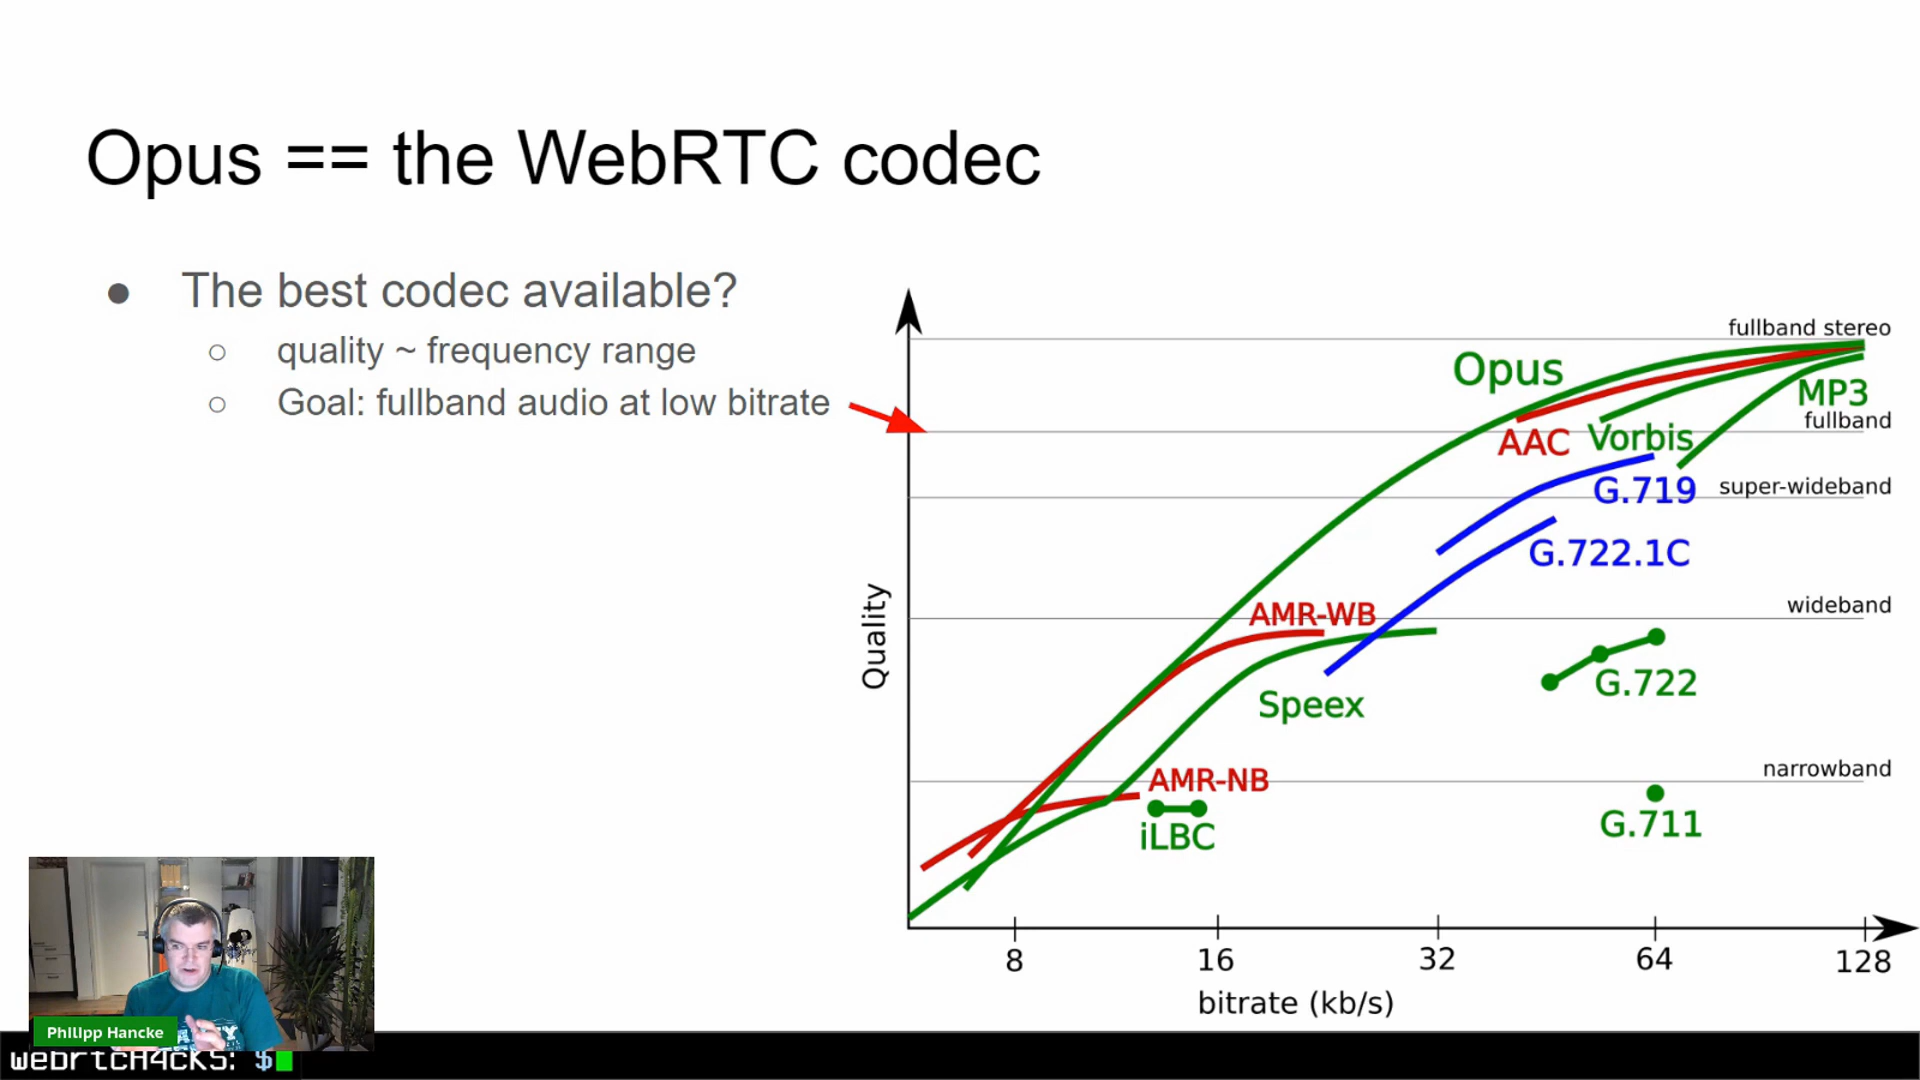 Opus == the WebRTC codec
● The best codec available?
○ quality ~ frequency range
○ Goal: fullband audio at low bitrate
fullband stereo
Opus
MP3
fullband
AAC
Vorbis
G.719
super-wideband
G.722.1C
wideband
AMR-WB
Quality
G.722
Speex
narrowband
AMR-NB
iLBC
G.711
8 16 32 64 128
bitrate (kb/s)
Philipp Hancke
webrtcH4cKS: $